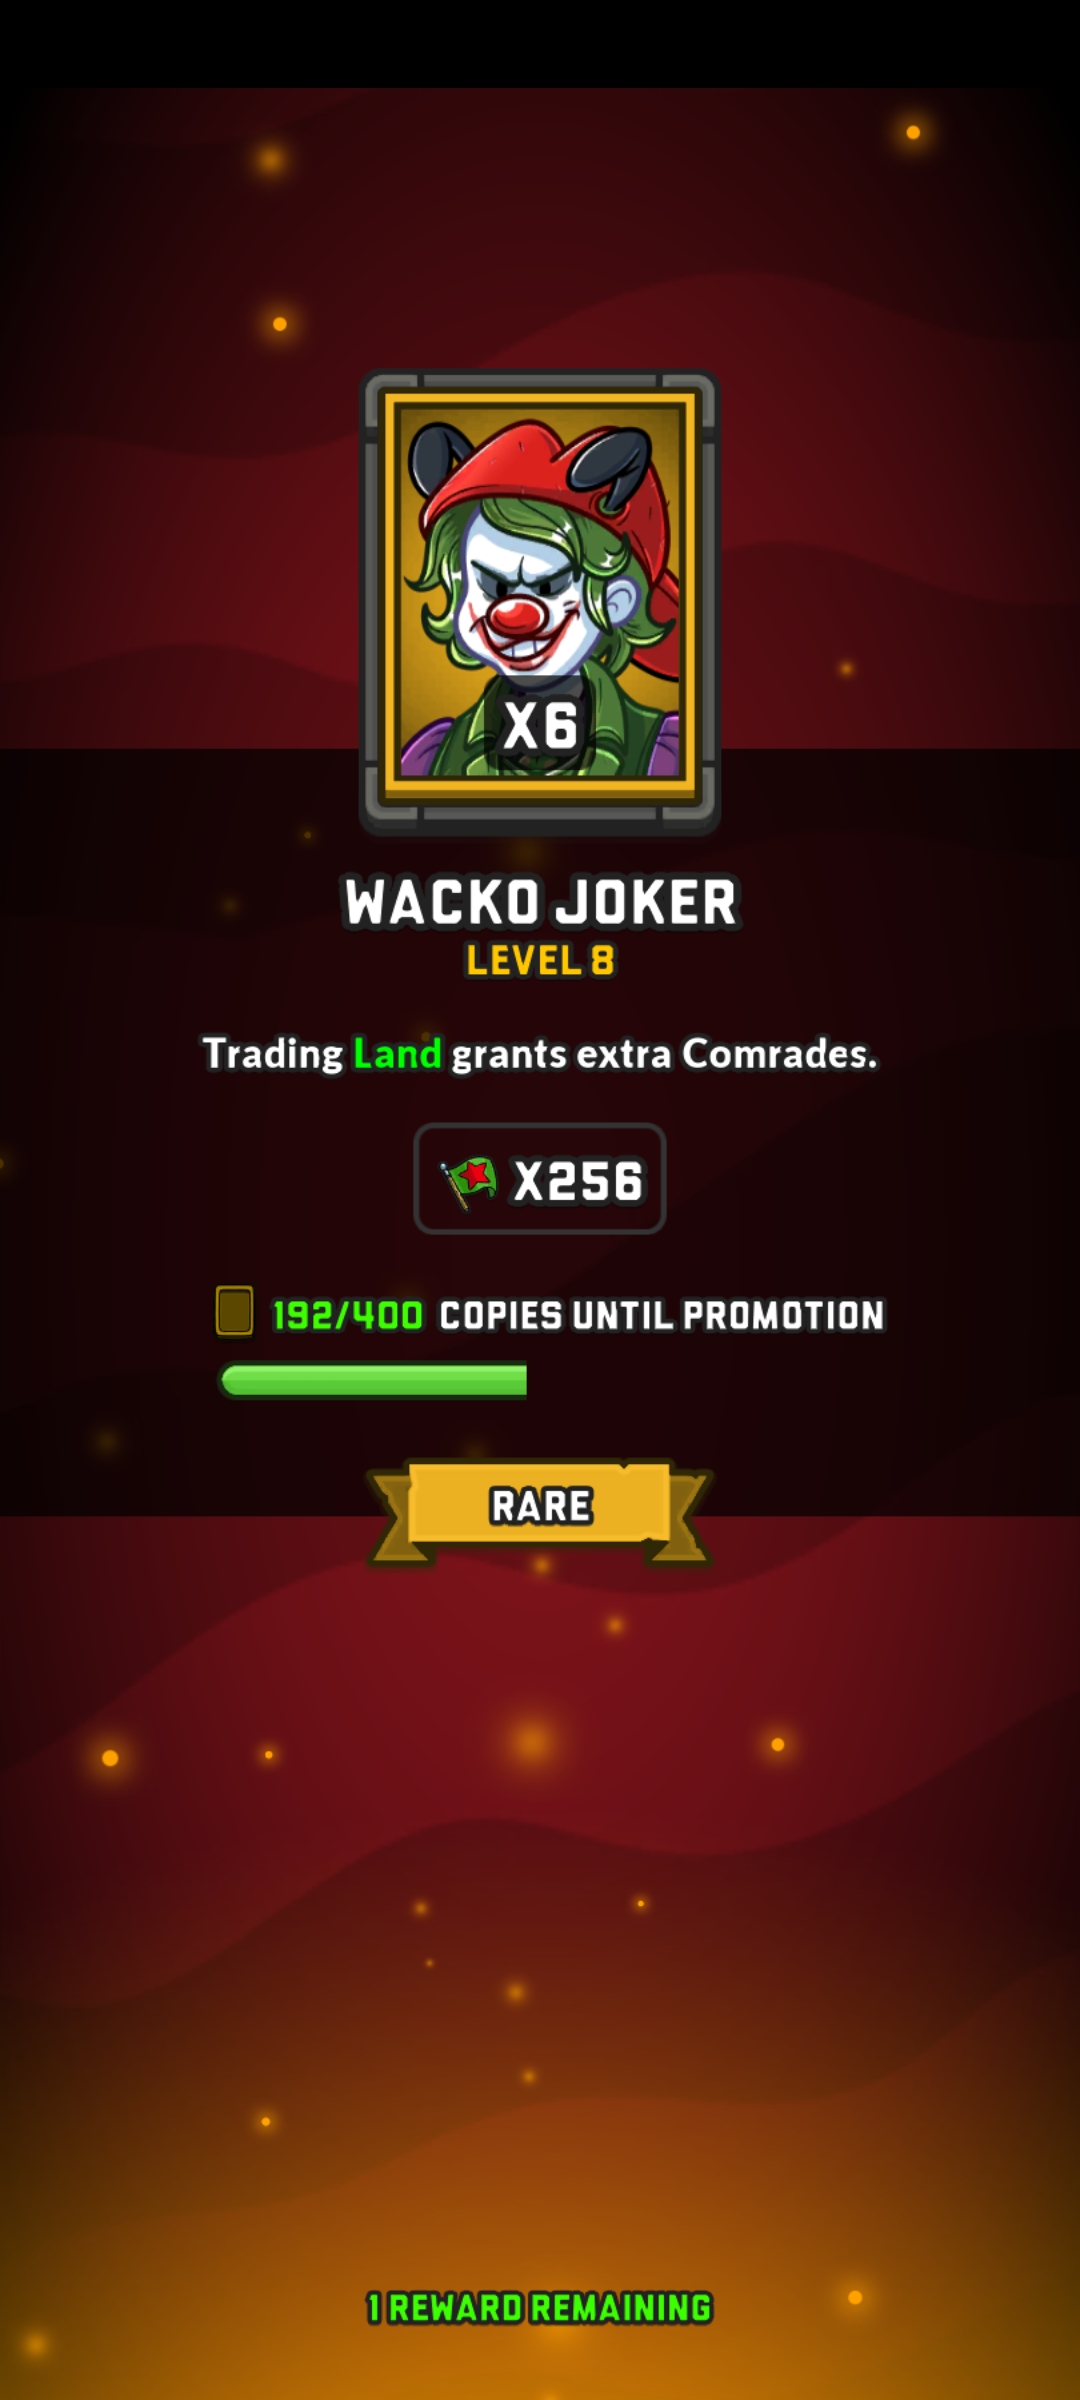 X6
WACKO JOKER
LEVEL 8
Trading Land grants extra Comrades.
X256
192/400 COPIES UNTIL PROMOTION
RARE
1 REWARD REMAINING